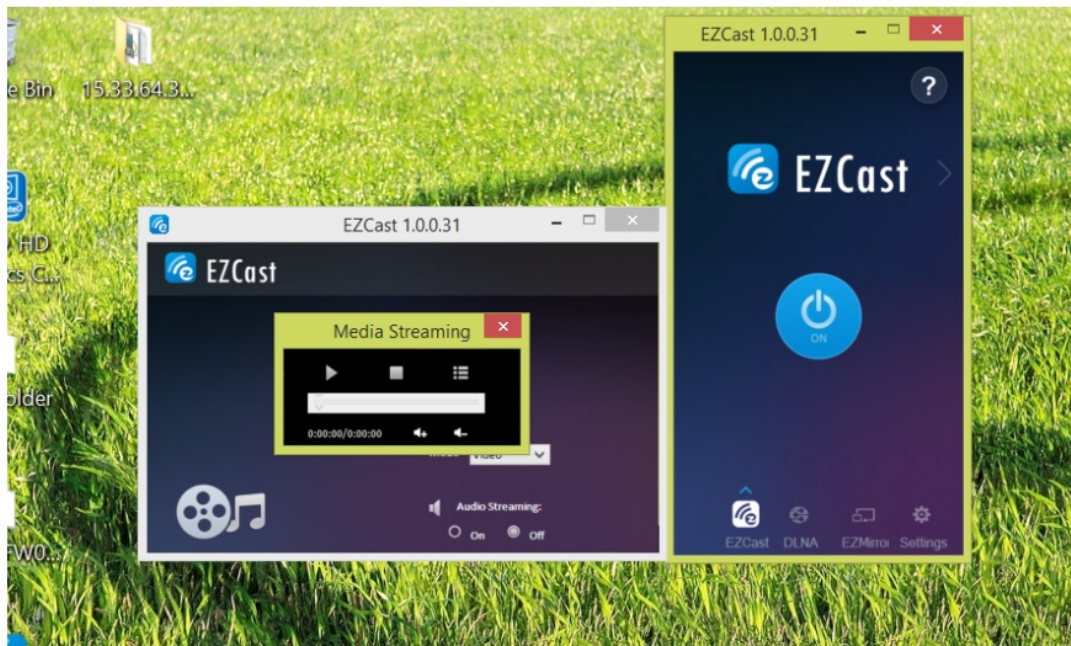 e Bin
15.33.64.3...
HD
cs C...
older
FW0...
EZCast 1.0.0.31
EZCast
Media Streaming
0:00:00/0:00:00
Video
Audio Streaming:
On Off
EZCast 1.0.0.31
?
EZCast
ON
EZCast DLNA EZMirror Settings